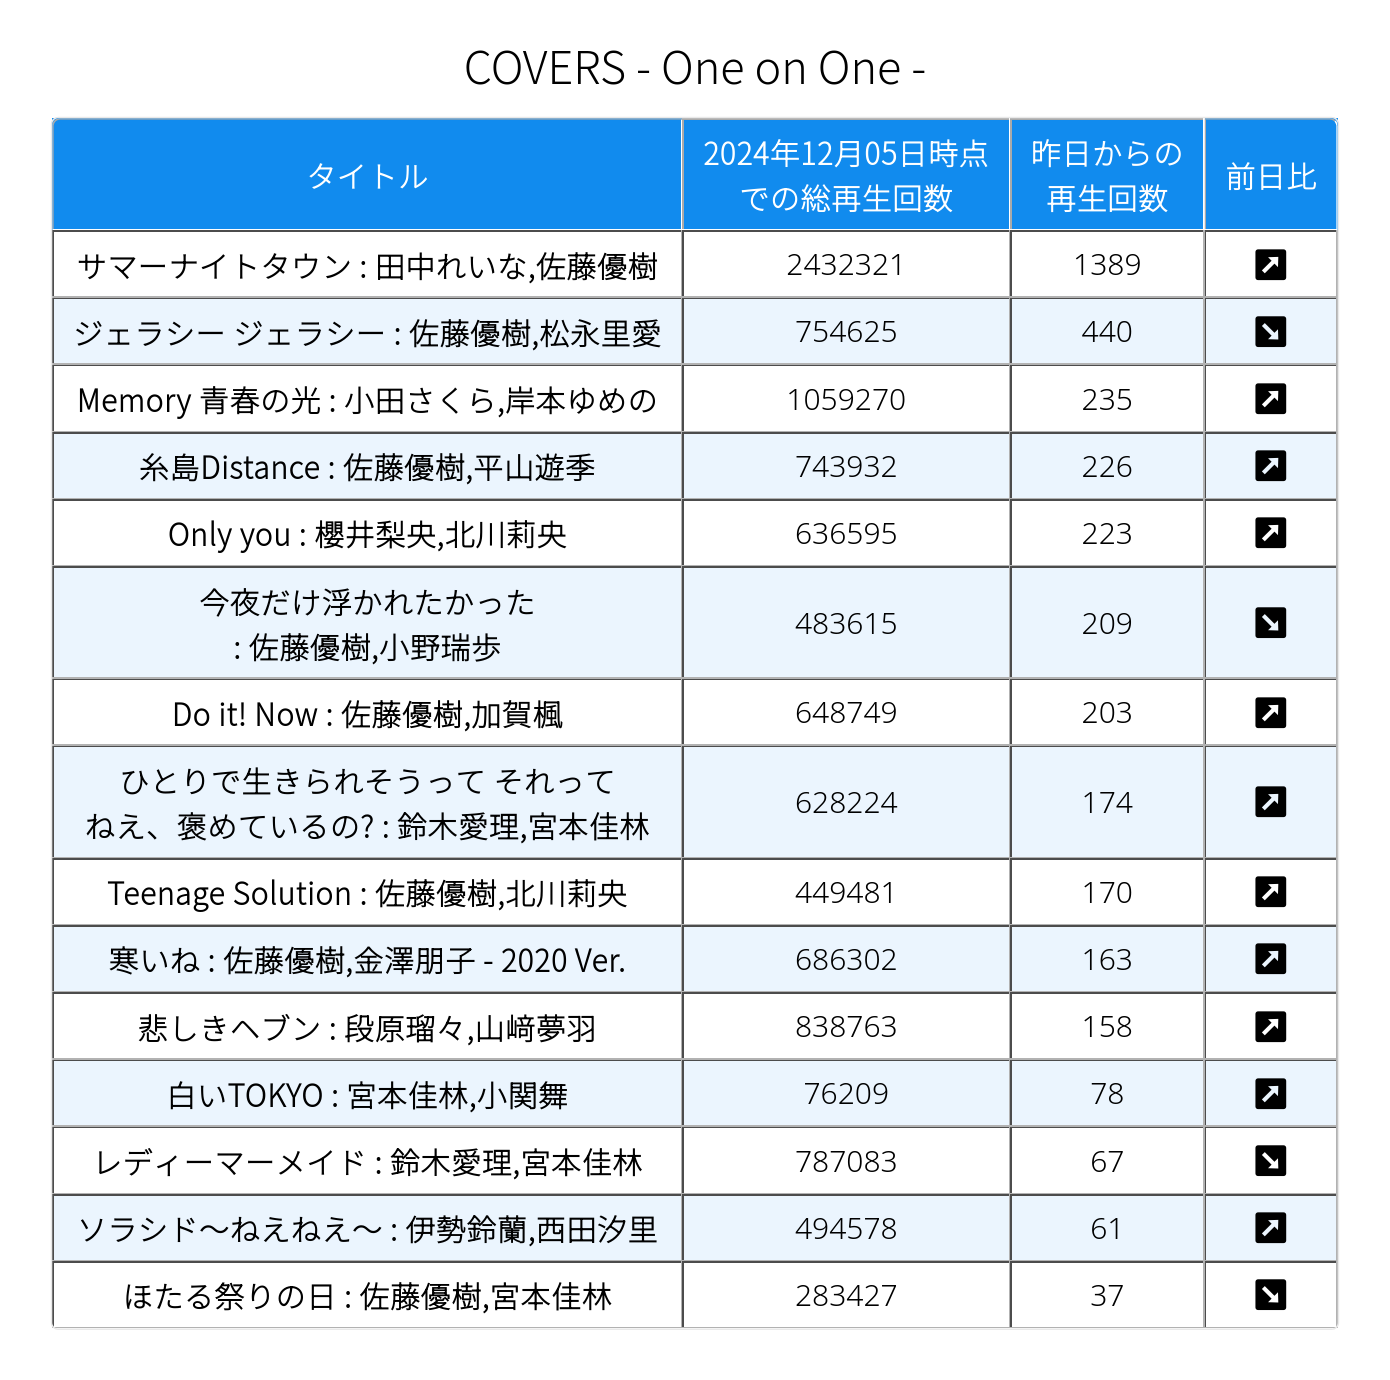 COVERS - One on One -
タイトル
2024年12月05日時点
での総再生回数
昨日からの
再生回数
前日比
サマーナイトタウン : 田中れいな,佐藤優樹
2432321
1389
ジェラシー ジェラシー : 佐藤優樹,松永里愛
754625
440
Memory 青春の光 : 小田さくら,岸本ゆめの
1059270
235
糸島Distance : 佐藤優樹,平山遊季
743932
226
Only you : 櫻井梨央,北川莉央
636595
223
今夜だけ浮かれたかった
: 佐藤優樹,小野瑞歩
483615
209
Do it! Now : 佐藤優樹,加賀楓
648749
203
ひとりで生きられそうって それって
ねえ、褒めているの? : 鈴木愛理,宮本佳林
628224
174
Teenage Solution : 佐藤優樹,北川莉央
449481
170
寒いね : 佐藤優樹,金澤朋子 - 2020 Ver.
686302
163
悲しきヘブン : 段原瑠々,山﨑夢羽
838763
158
白いTOKYO : 宮本佳林,小関舞
76209
78
レディーマーメイド : 鈴木愛理,宮本佳林
787083
67
ソラシド〜ねえねえ〜 : 伊勢鈴蘭,西田汐里
494578
61
ほたる祭りの日 : 佐藤優樹,宮本佳林
283427
37